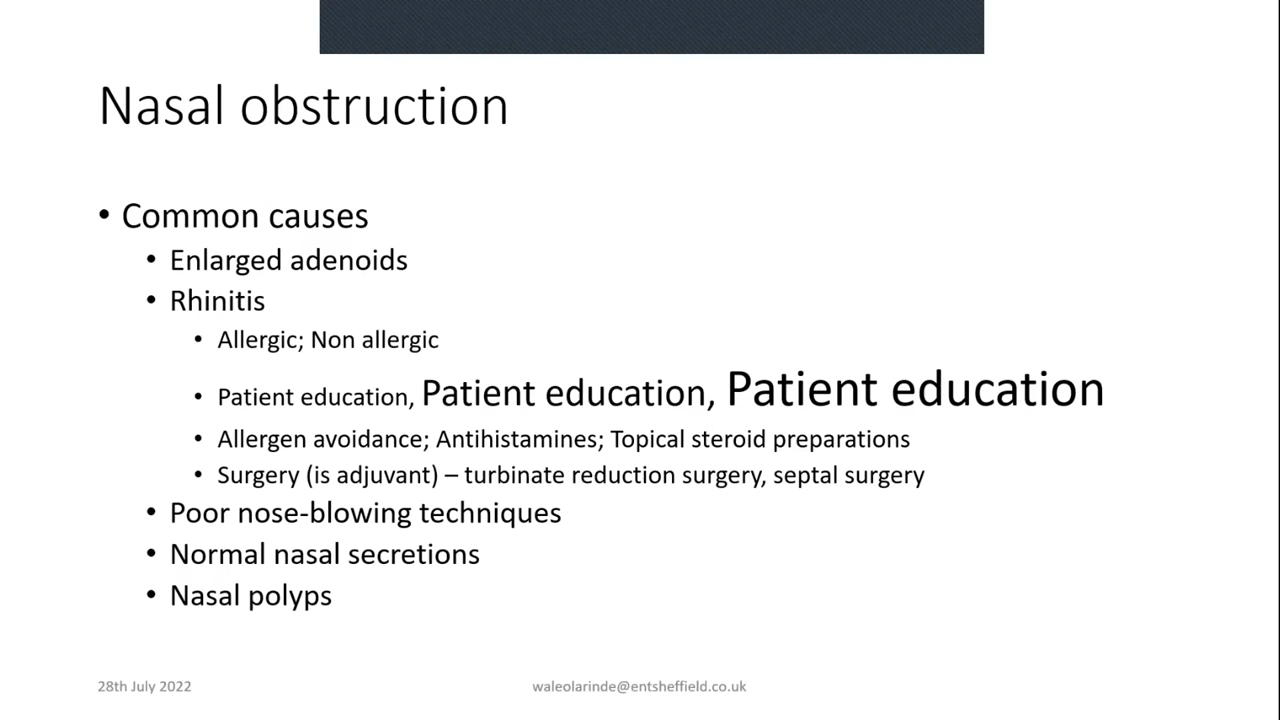 Nasal obstruction
• Common causes
• Enlarged adenoids
• Rhinitis
• Allergic; Non allergic
• Patient education, Patient education, Patient education
• Allergen avoidance; Antihistamines; Topical steroid preparations
• Surgery (is adjuvant) – turbinate reduction surgery, septal surgery
• Poor nose-blowing techniques
• Normal nasal secretions
• Nasal polyps
28th July 2022
waleolarinde@entsheffield.co.uk